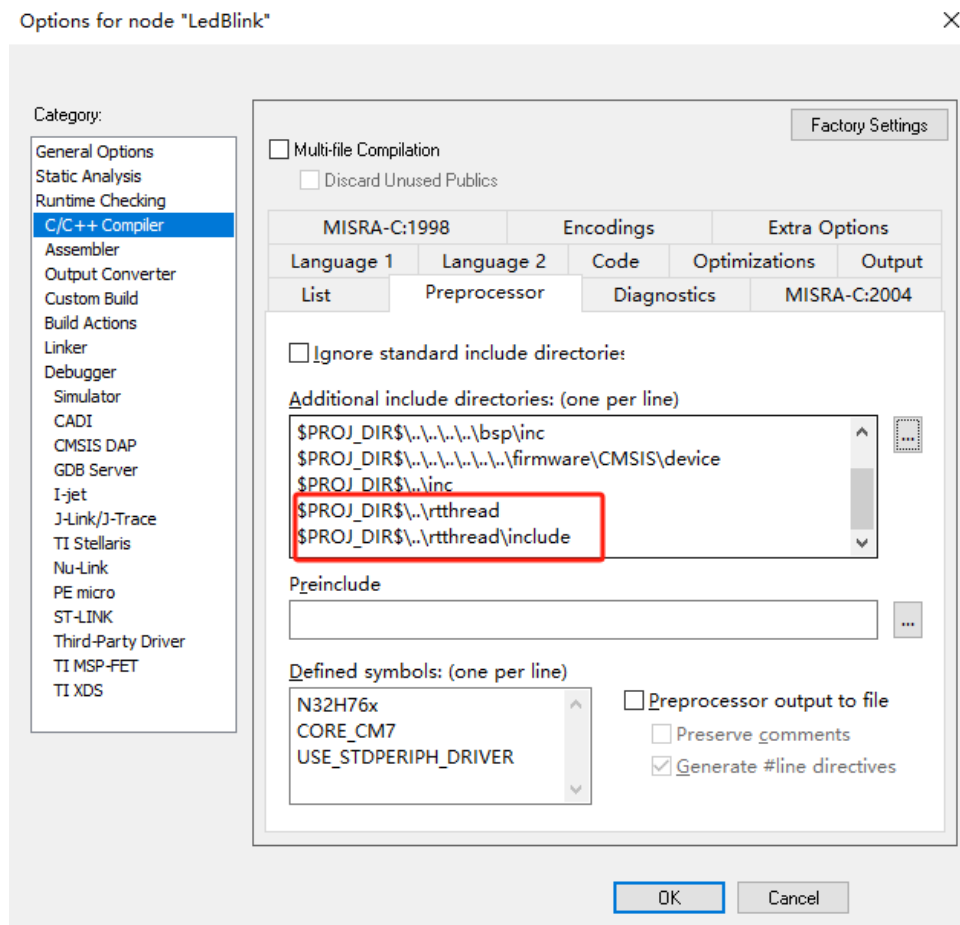 Options for node "LedBlink"
Category:
General Options
Static Analysis
Runtime Checking
C/C++ Compiler
Assembler
Output Converter
Custom Build
Build Actions
Linker
Debugger
Simulator
CADI
CMSIS DAP
GDB Server
I-jet
J-Link/J-Trace
TI Stellaris
Nu-Link
PE micro
ST-LINK
Third-Party Driver
TI MSP-FET
TI XDS
Factory Settings
Multi-file Compilation
Discard Unused Publics
MISRA-C:1998 Encodings Extra Options
Language 1 Language 2 Code Optimizations Output
List Preprocessor Diagnostics MISRA-C:2004
Ignore standard include directories
Additional include directories: (one per line)
$PROJ_DIR$\..\..\..\..\bsp\inc
$PROJ_DIR$\..\..\..\..\..\..\firmware\CMSIS\device
$PROJ_DIR$\..\inc
$PROJ_DIR$\..\rtthread
$PROJ_DIR$\..\rtthread\include
...
Preinclude
...
Defined symbols: (one per line)
N32H76x
CORE_CM7
USE_STDPERIPH_DRIVER
Preprocessor output to file
Preserve comments
Generate #line directives
OK Cancel